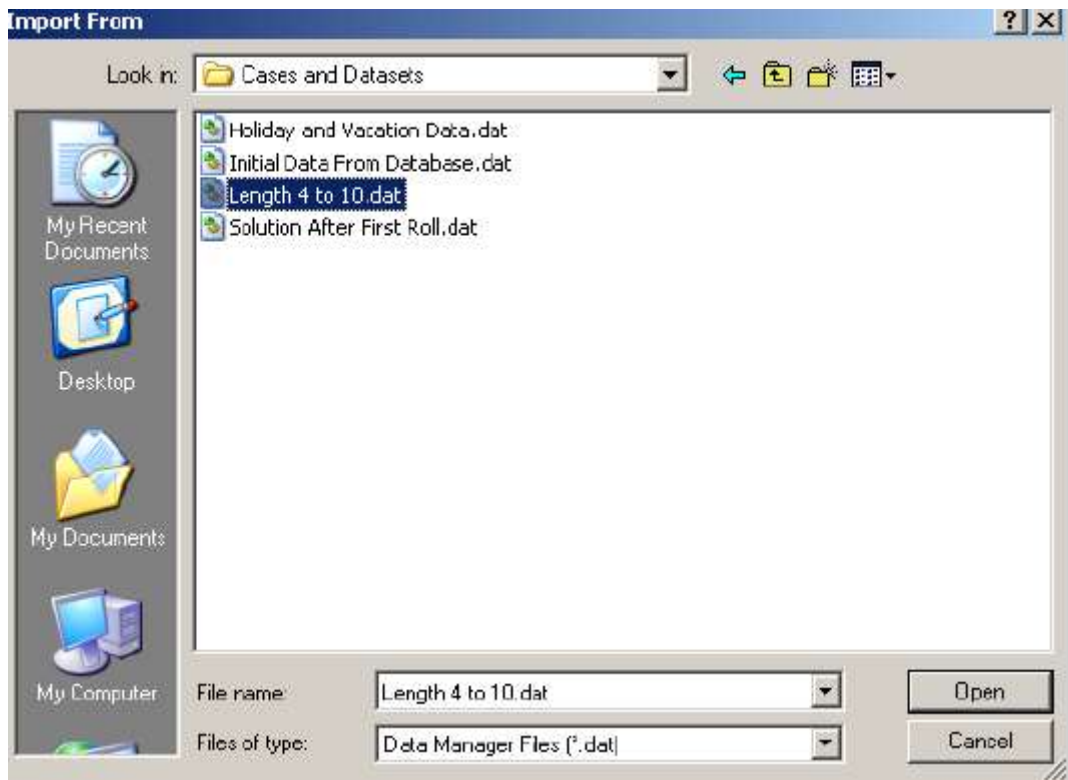 Import From
Look in: Cases and Datasets
Holiday and Vacation Data.dat
Initial Data From Database.dat
Length 4 to 10.dat
Solution After First Roll.dat
My Recent
Documents
Desktop
My Documents
My Computer
File name: Length 4 to 10.dat Open
Files of type: Data Manager Files (*.dat) Cancel